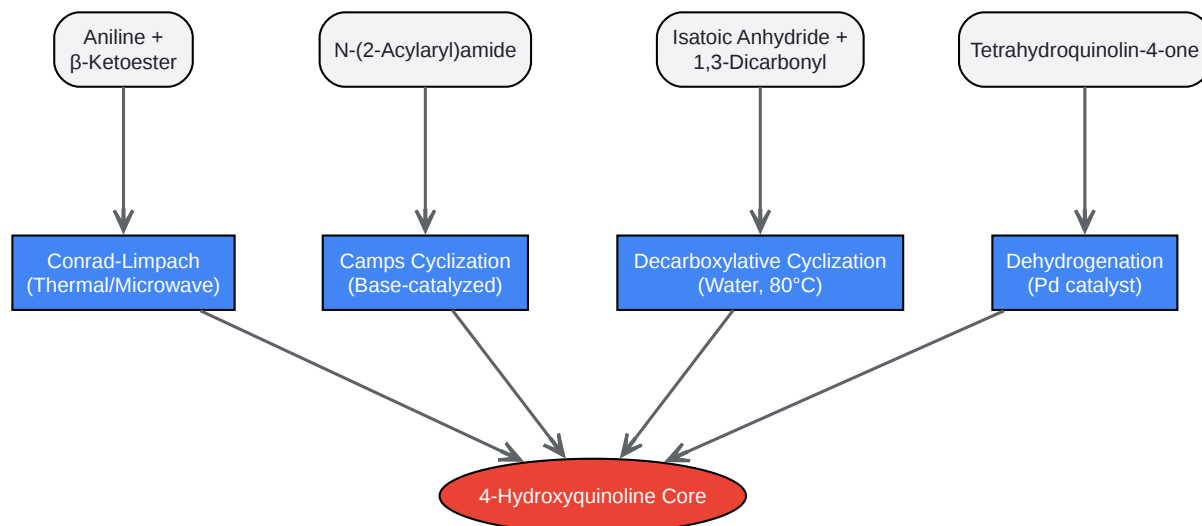 Aniline +
β-Ketoester
N-(2-Acylaryl)amide
Isatoic Anhydride +
1,3-Dicarbonyl
Tetrahydroquinolin-4-one
Conrad-Limpach
(Thermal/Microwave)
Camps Cyclization
(Base-catalyzed)
Decarboxylative Cyclization
(Water, 80°C)
Dehydrogenation
(Pd catalyst)
4-Hydroxyquinoline Core